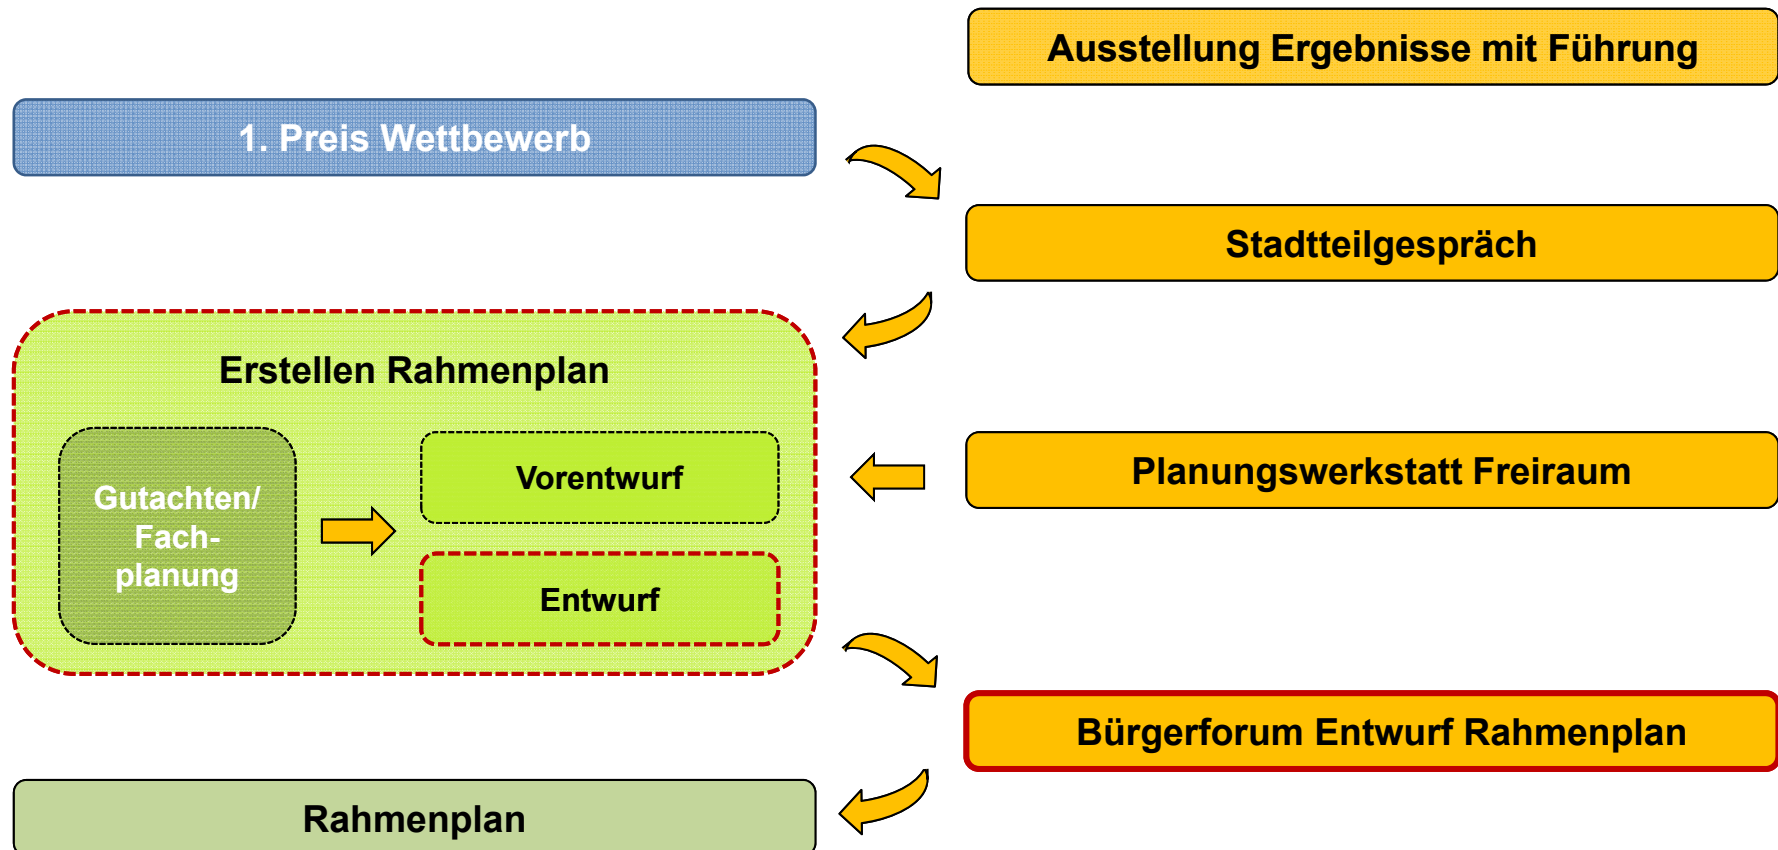 Ausstellung Ergebnisse mit Führung
1. Preis Wettbewerb
Stadtteilgespräch
Erstellen Rahmenplan
Gutachten/
Fach-
planung
Vorentwurf
Entwurf
Planungswerkstatt Freiraum
Bürgerforum Entwurf Rahmenplan
Rahmenplan